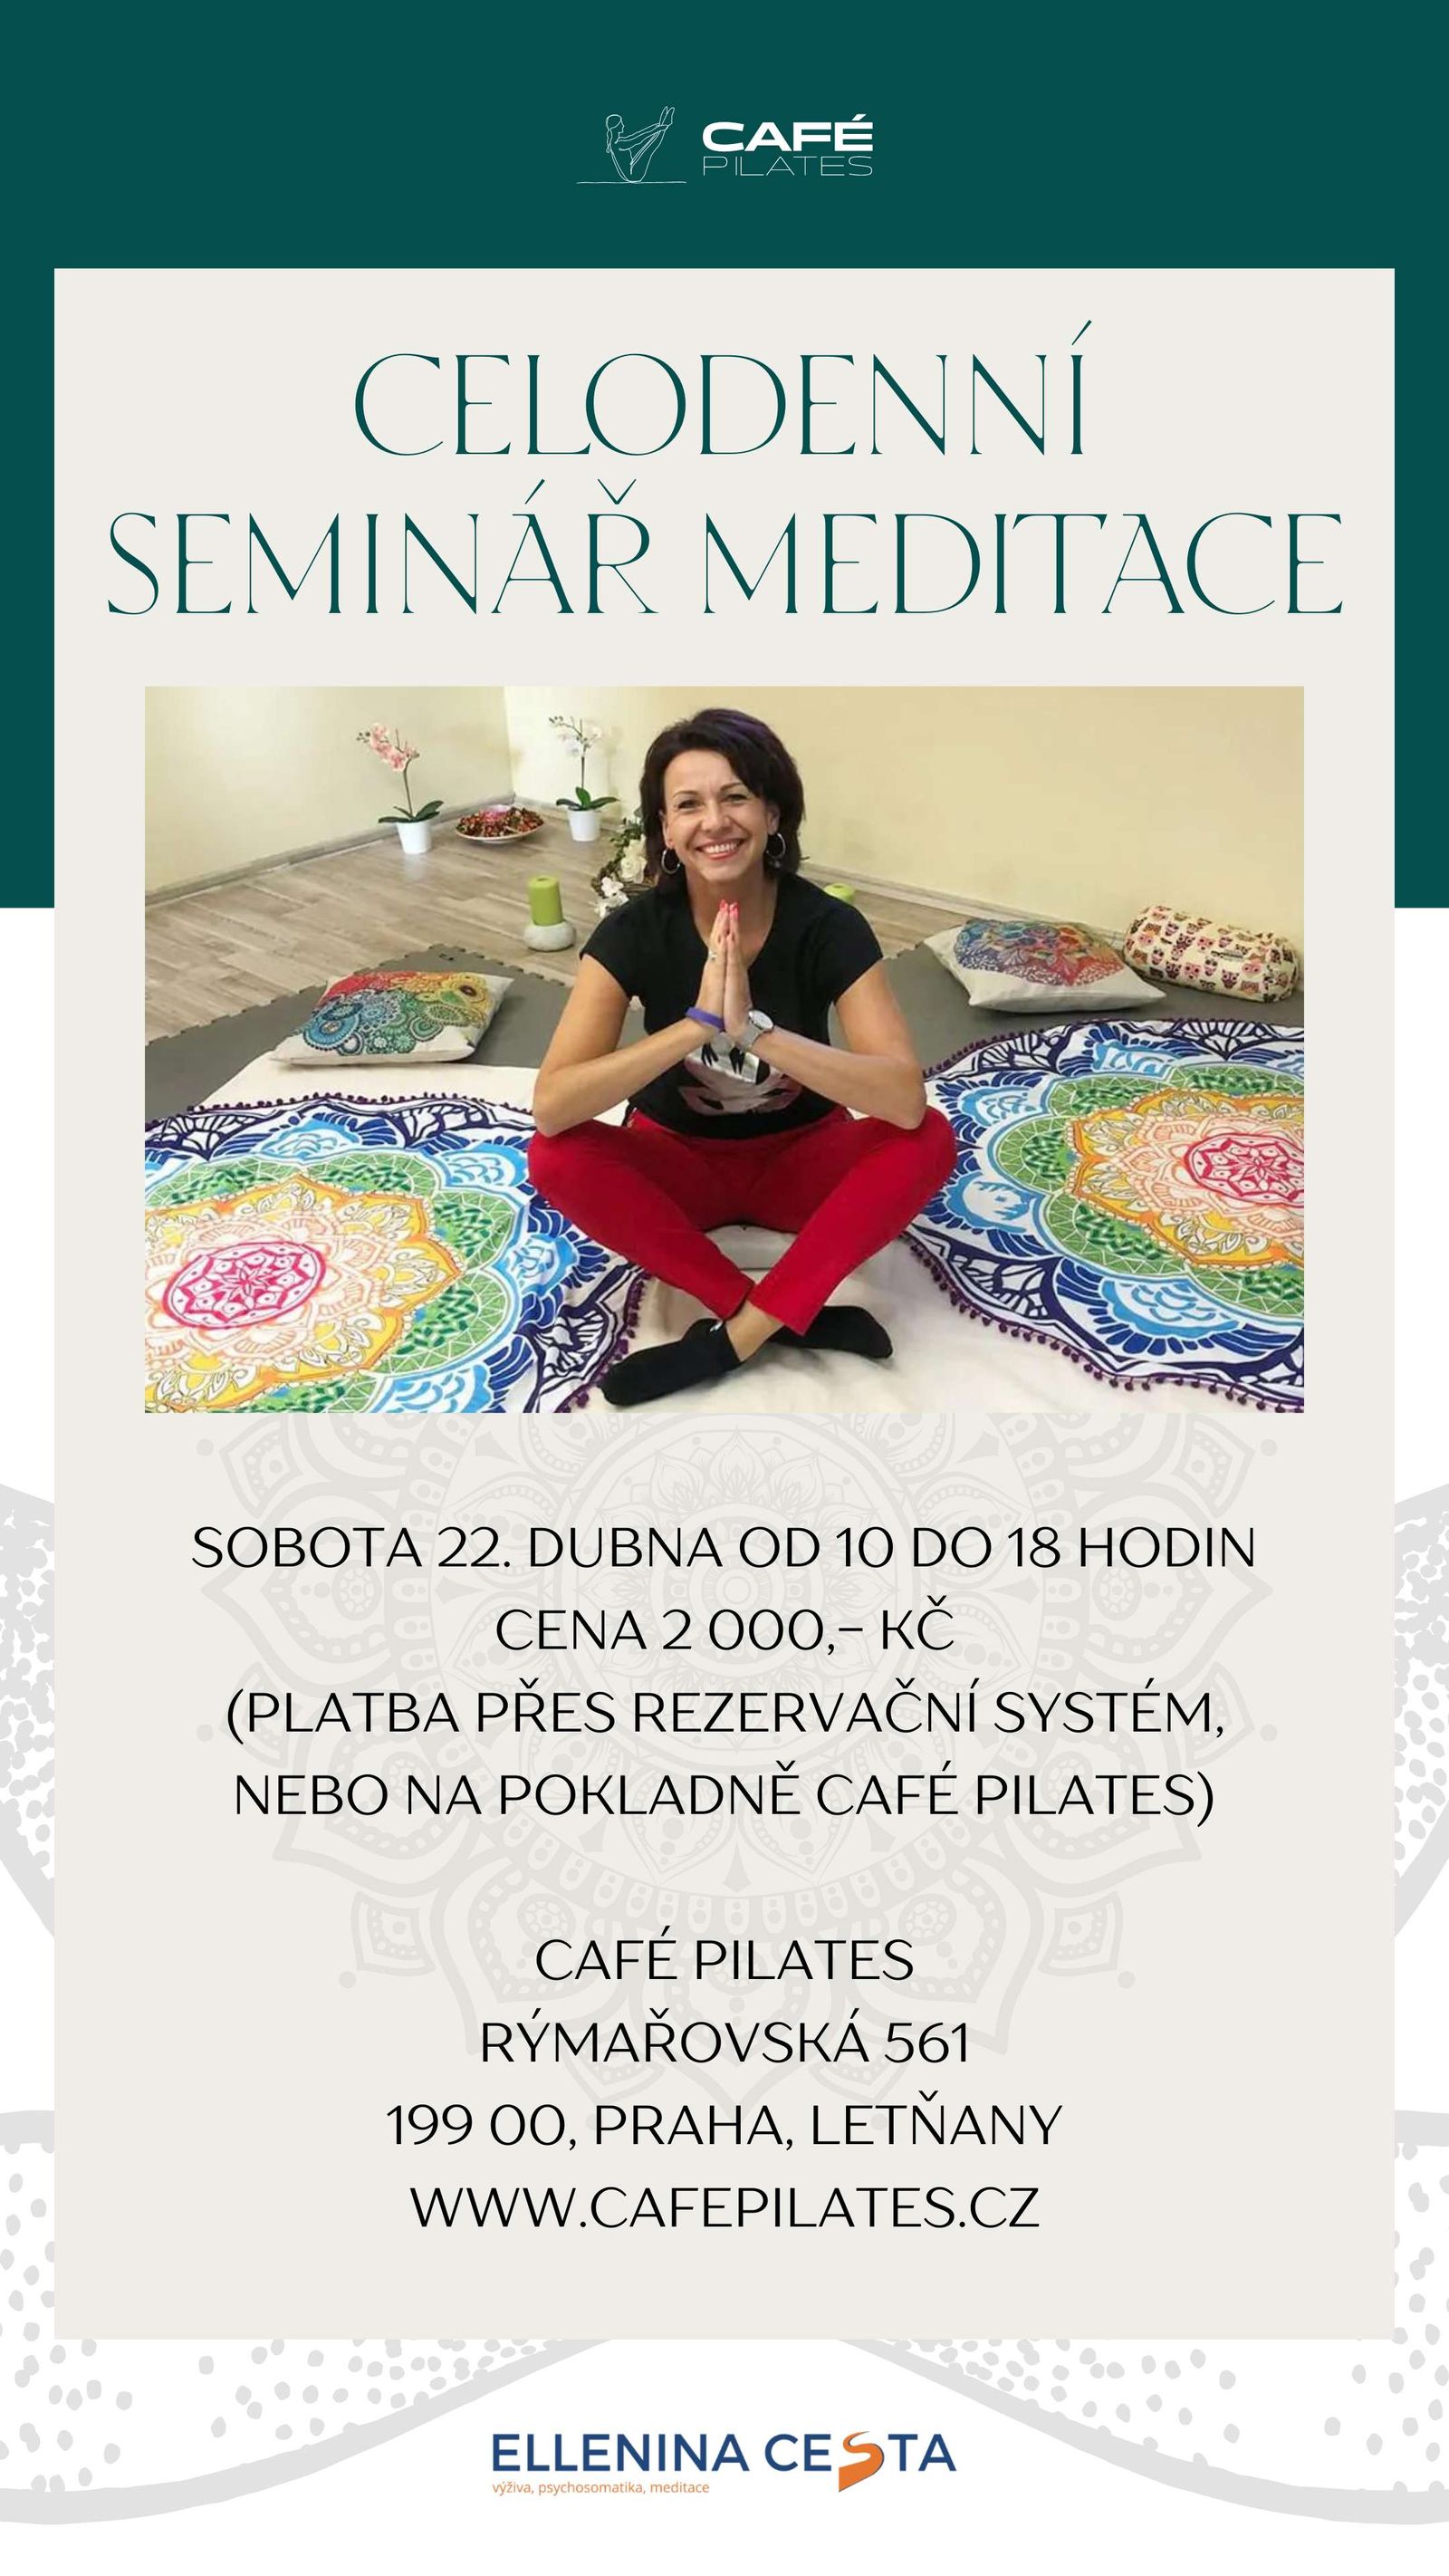 CAFÉ
PILATES
CELODENNÍ
SEMINÁŘ MEDITACE
SOBOTA 22. DUBNA OD 10 DO 18 HODIN
CENA 2 000,– KČ
(PLATBA PŘES REZERVAČNÍ SYSTÉM,
NEBO NA POKLADNĚ CAFÉ PILATES)
CAFÉ PILATES
RÝMAŘOVSKÁ 561
199 00, PRAHA, LETŇANY
WWW.CAFEPILATES.CZ
ELLENINA CESTA
výživa, psychosomatika, meditace